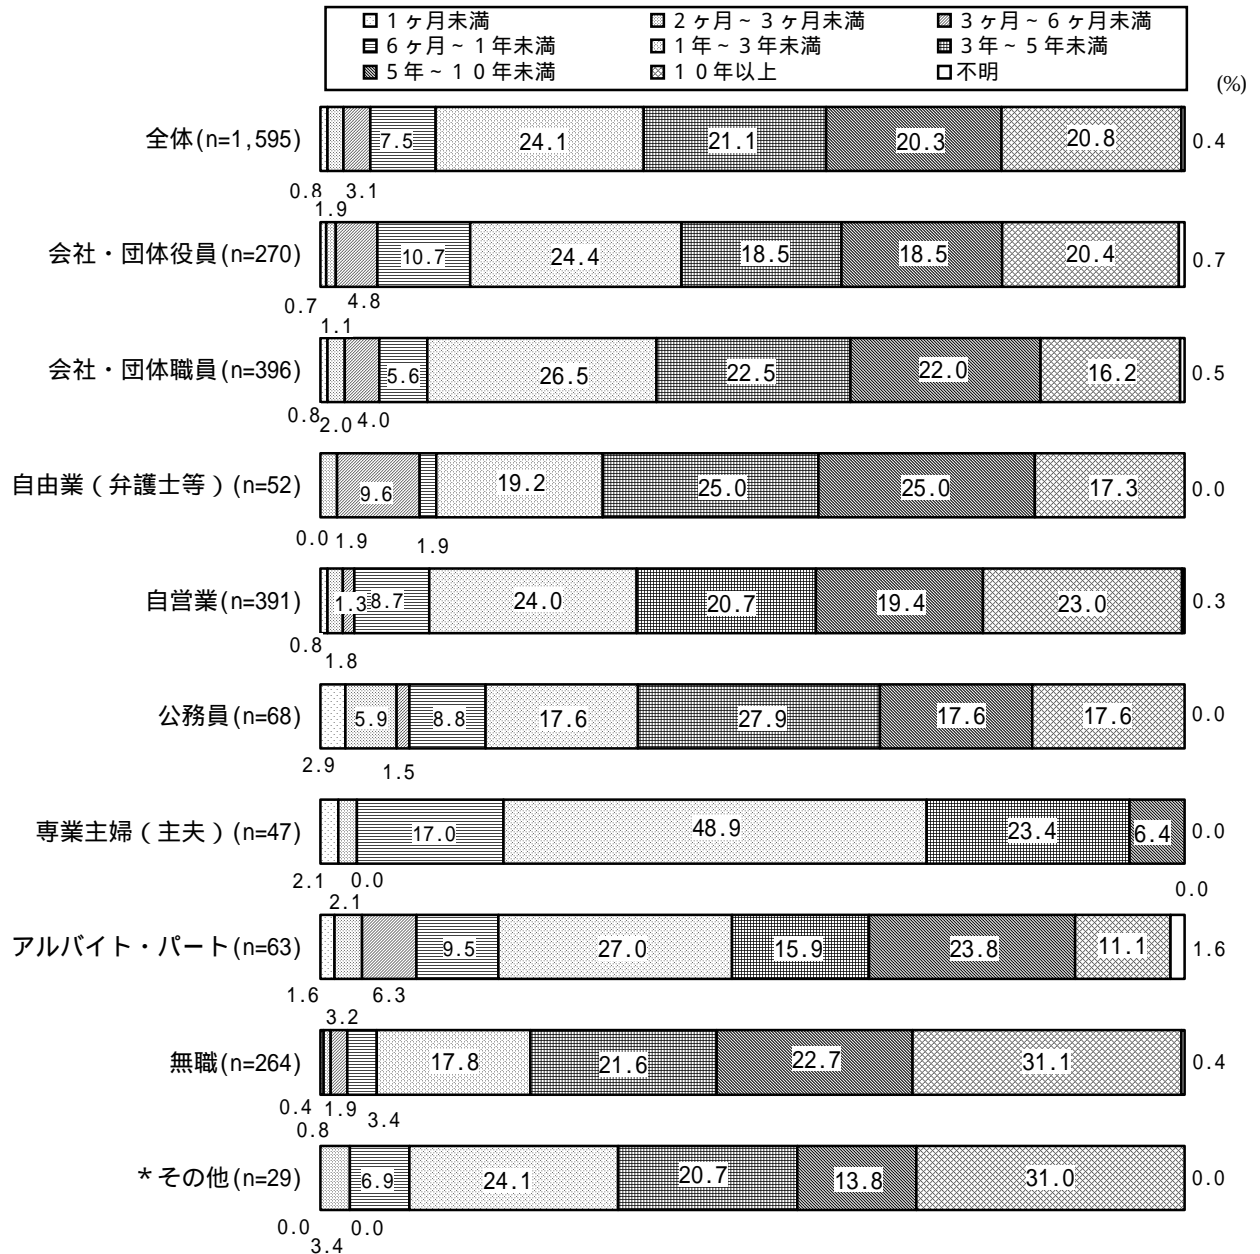 １ヶ月未満 ２ヶ月~３ヶ月未満 ３ヶ月~６ヶ月未満
６ヶ月~１年未満 １年~３年未満 ３年~５年未満
５年~１０年未満 １０年以上 不明
(%)
全体(n=1,595) 7.5 24.1 21.1 20.3 20.8 0.4
0.8 3.1
1.9
会社・団体役員(n=270) 10.7 24.4 18.5 18.5 20.4 0.7
0.7 4.8
1.1
会社・団体職員(n=396) 5.6 26.5 22.5 22.0 16.2 0.5
0.8 2.0 4.0
自由業（弁護士等）(n=52) 9.6 19.2 25.0 25.0 17.3 0.0
0.0 1.9 1.9
自営業(n=391) 1.3 8.7 24.0 20.7 19.4 23.0 0.3
0.8
1.8
公務員(n=68) 5.9 8.8 17.6 27.9 17.6 17.6 0.0
2.9 1.5
専業主婦（主夫）(n=47) 17.0 48.9 23.4 6.4 0.0
2.1 0.0 0.0
2.1
アルバイト・パート(n=63) 9.5 27.0 15.9 23.8 11.1 1.6
1.6 6.3
3.2
無職(n=264) 17.8 21.6 22.7 31.1 0.4
0.4 1.9 3.4
0.8
*その他(n=29) 6.9 24.1 20.7 13.8 31.0 0.0
0.0 0.0
3.4